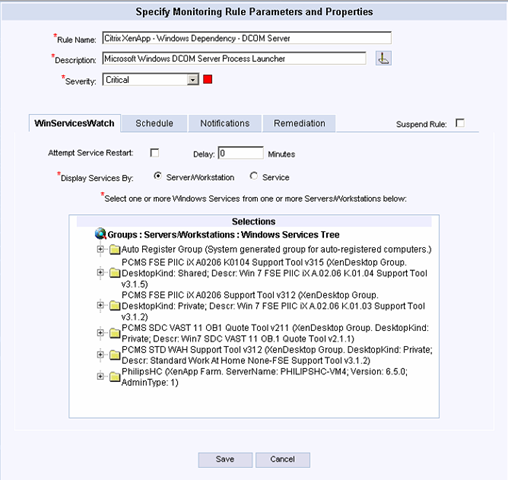 Specify Monitoring Rule Parameters and Properties
*Rule Name: Citrix XenApp - Windows Dependency - DCOM Server
*Description: Microsoft Windows DCOM Server Process Launcher
*Severity: Critical
WinServicesWatch Schedule Notifications Remediation Suspend Rule:
Attempt Service Restart: Delay: 0 Minutes
*Display Services By: Server/Workstation Service
*Select one or more Windows Services from one or more Servers/Workstations below:
Selections
Groups : Servers/Workstations : Windows Services Tree
Auto Register Group (System generated group for auto-registered computers.)
PCMS FSE PIIC iX A0206 K0104 Support Tool v315 (XenDesktop Group.
DesktopKind: Shared; Descr: Win 7 FSE PIIC iX A.02.06 K.01.04 Support Tool
v3.1.5)
PCMS FSE PIIC iX A0206 Support Tool v312 (XenDesktop Group.
DesktopKind: Private; Descr: Win 7 FSE PIIC iX A.02.06 K.01.03 Support Tool
v3.1.2)
PCMS SDC VAST 11 OB1 Quote Tool v211 (XenDesktop Group. DesktopKind:
Private; Descr: Win7 SDC VAST 11 OB.1 Quote Tool v2.1.1)
PCMS STD WAH Support Tool v312 (XenDesktop Group. DesktopKind: Private;
Descr: Standard Work At Home None-FSE Support Tool v3.1.2)
PhilipsHC (XenApp Farm. ServerName: PHILIPSHC-VM4; Version: 6.5.0;
AdminType: 1)
Save Cancel